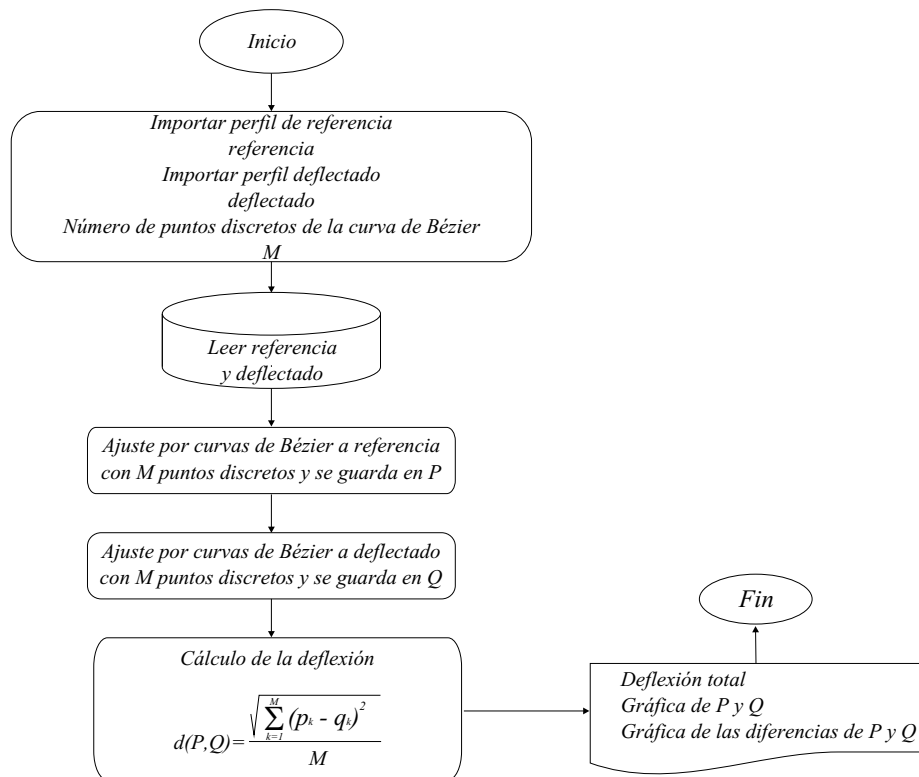 Inicio
Importar perfil de referencia
referencia
Importar perfil deflectado
deflectado
Número de puntos discretos de la curva de Bézier
M
Leer referencia
y deflectado
Ajuste por curvas de Bézier a referencia
con M puntos discretos y se guarda en P
Ajuste por curvas de Bézier a deflectado
con M puntos discretos y se guarda en Q
Cálculo de la deflexión
d(P,Q)=√(∑_{k=1}^{M} (p_k - q_k)^2)/M
Deflexión total
Gráfica de P y Q
Gráfica de las diferencias de P y Q
Fin